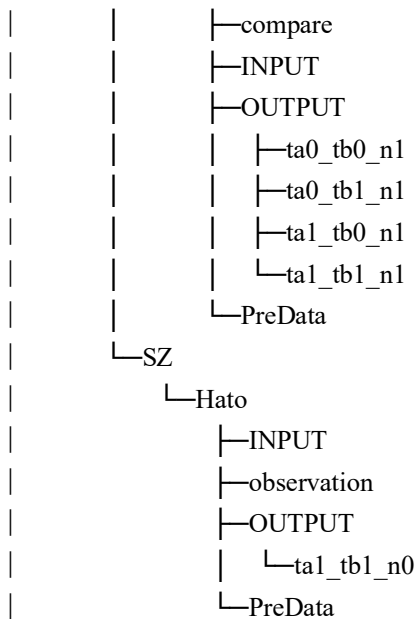 │ │ ├─compare
│ │ ├─INPUT
│ │ ├─OUTPUT
│ │ │ ├─ta0_tb0_n1
│ │ │ ├─ta0_tb1_n1
│ │ │ ├─ta1_tb0_n1
│ │ │ └─ta1_tb1_n1
│ │ └─PreData
│ └─SZ
│ └─Hato
│ ├─INPUT
│ ├─observation
│ ├─OUTPUT
│ │ └─ta1_tb1_n0
│ └─PreData